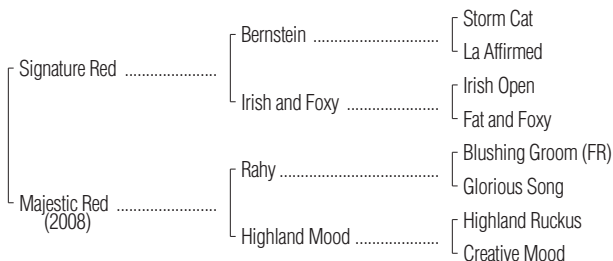 Storm Cat
Bernstein ........................................
La Affirmed
Signature Red ......................
Irish Open
Irish and Foxy .................................
Fat and Foxy
Blushing Groom (FR)
Rahy ................................................
Glorious Song
Majestic Red ........................
(2008)
Highland Ruckus
Highland Mood ...............................
Creative Mood